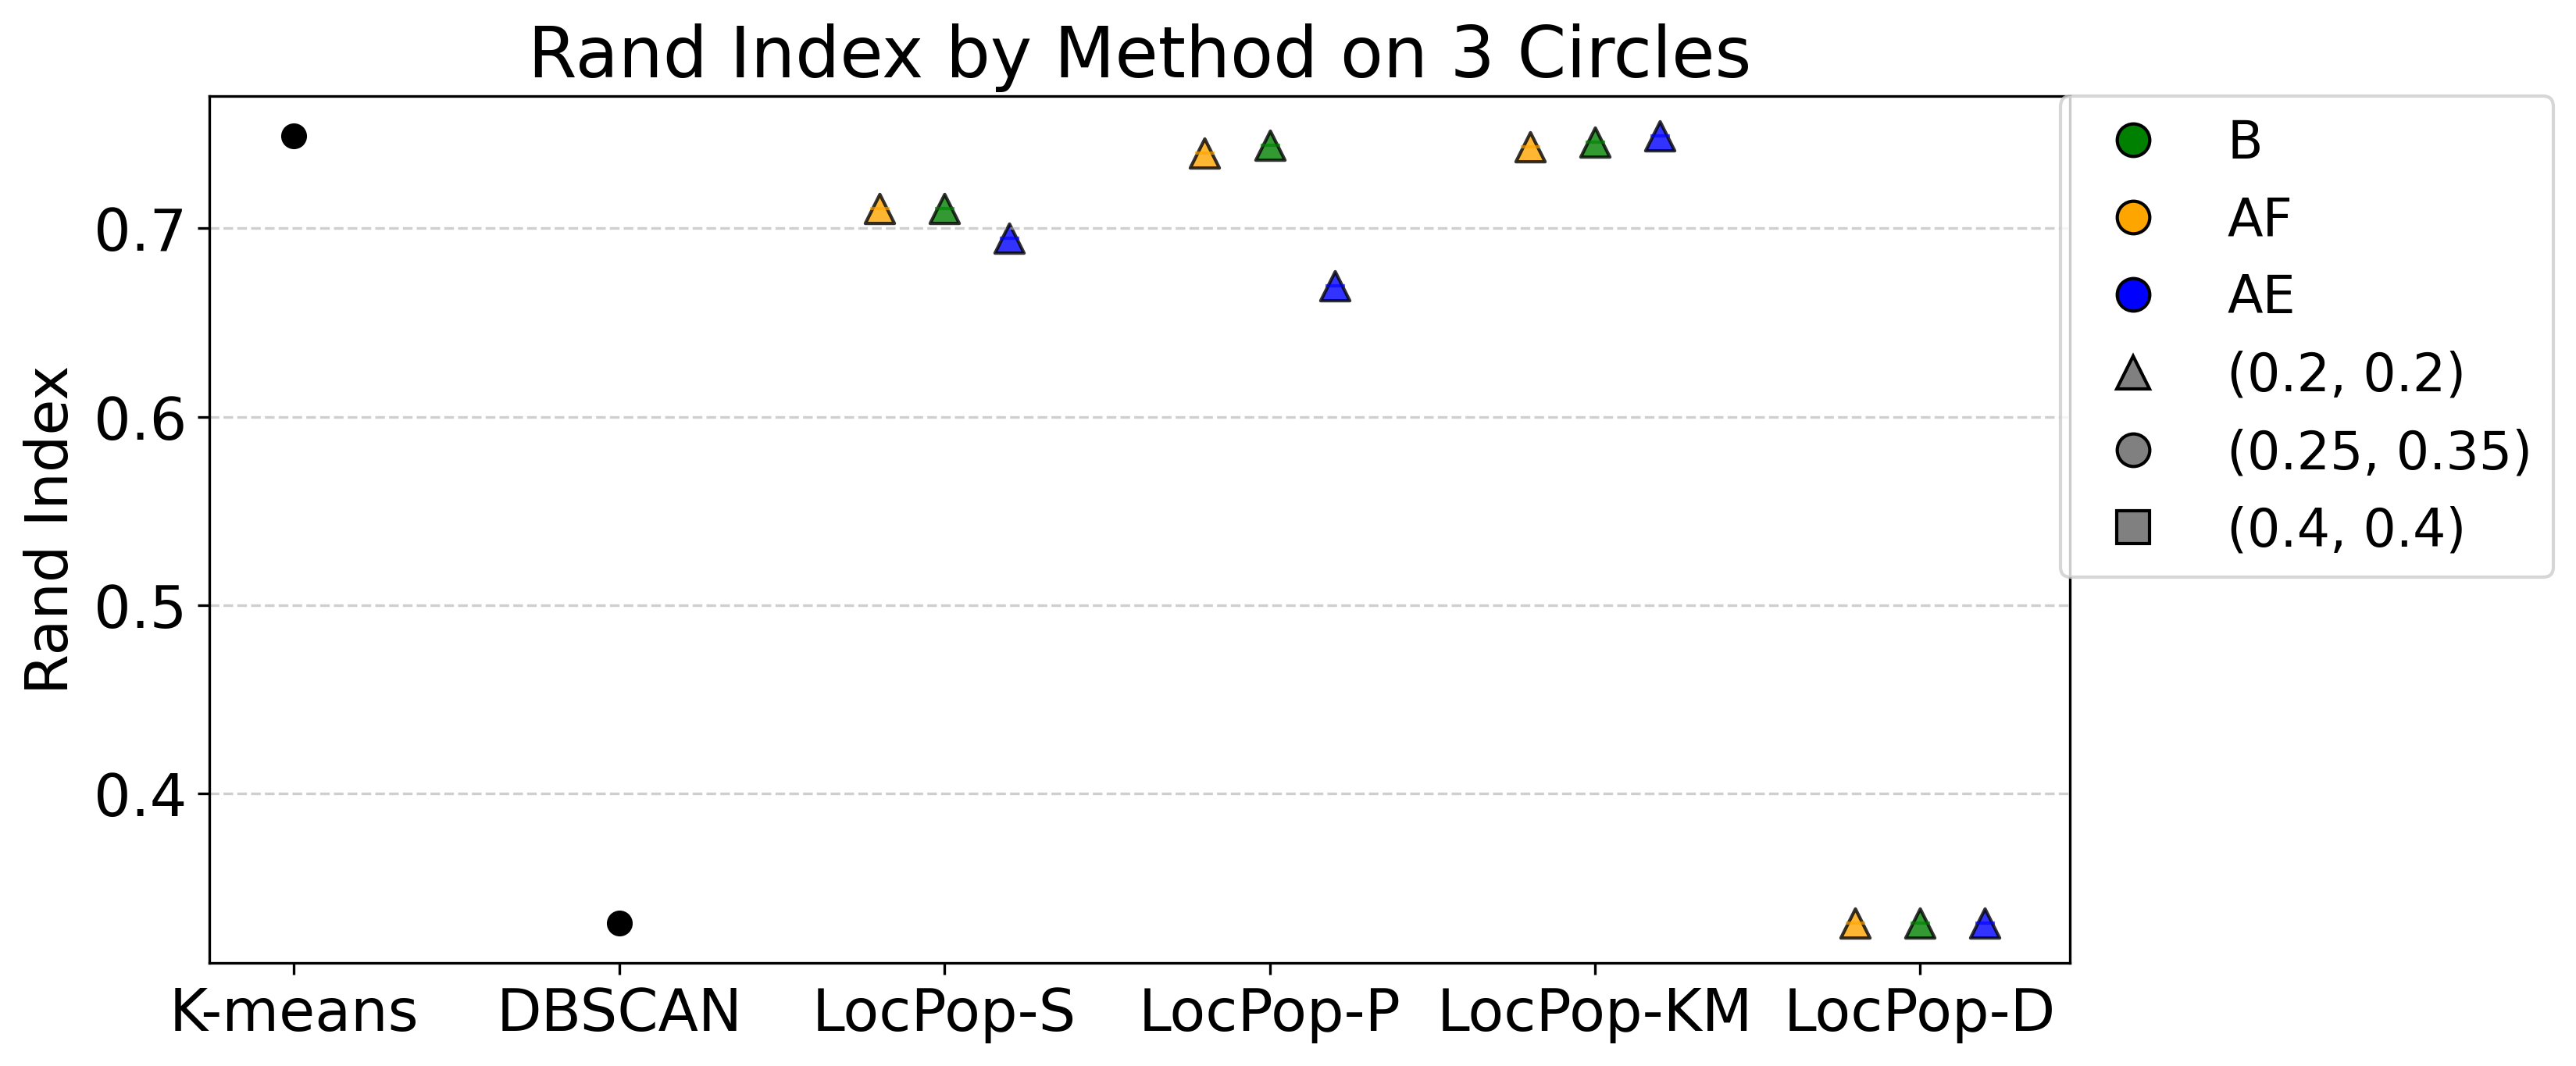 Rand Index by Method on 3 Circles
Rand Index
0.7
0.6
0.5
0.4
K-means DBSCAN LocPop-S LocPop-P LocPop-KM LocPop-D
B
AF
AE
(0.2, 0.2)
(0.25, 0.35)
(0.4, 0.4)